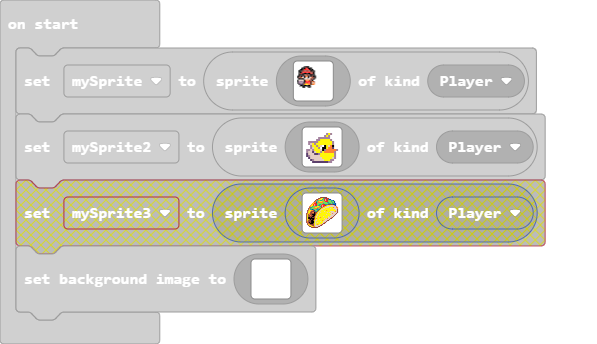 on start
set mySprite to sprite of kind Player
set mySprite2 to sprite of kind Player
set mySprite3 to sprite of kind Player
set background image to